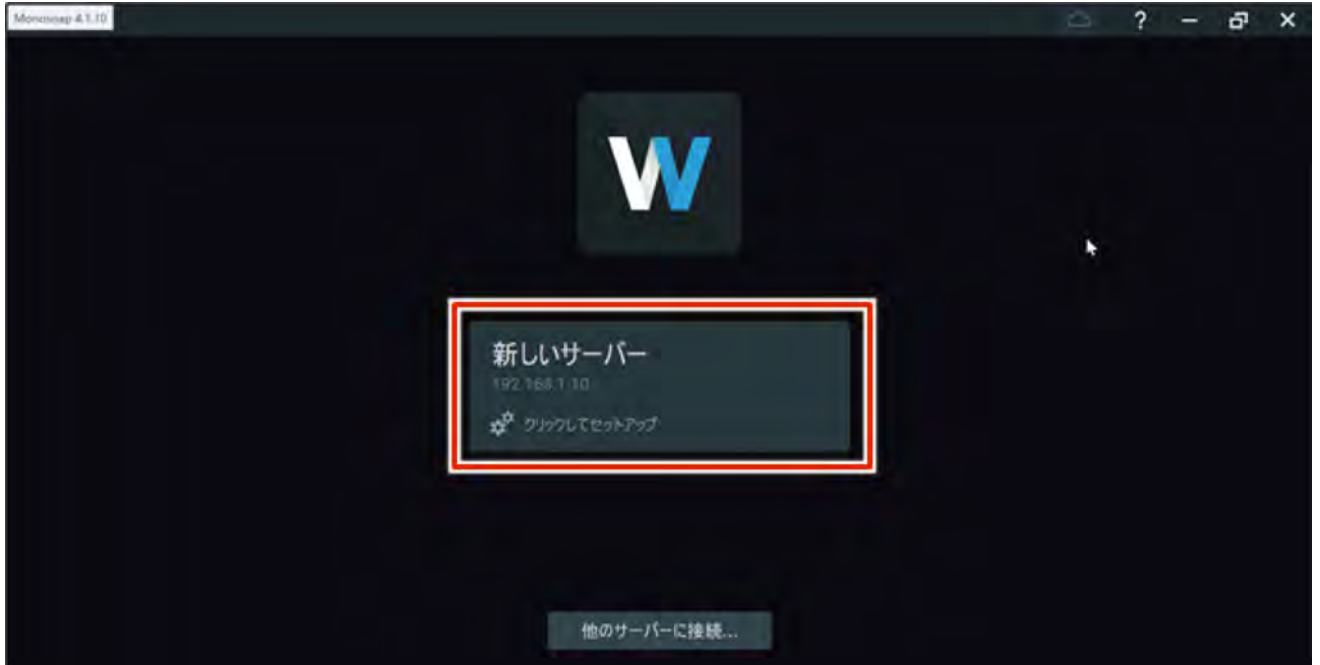 Monosoap 4.1.10
?
新しいサーバー
192.168.1.10
クリックしてセットアップ
他のサーバーに接続...